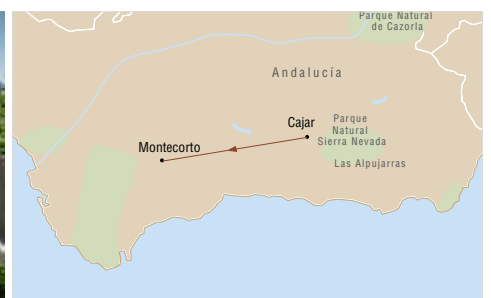 Parque Natural
de Cazorla
Andalucía
Cajar
Parque
Natural
Sierra Nevada
Montecorto
Las Alpujarras